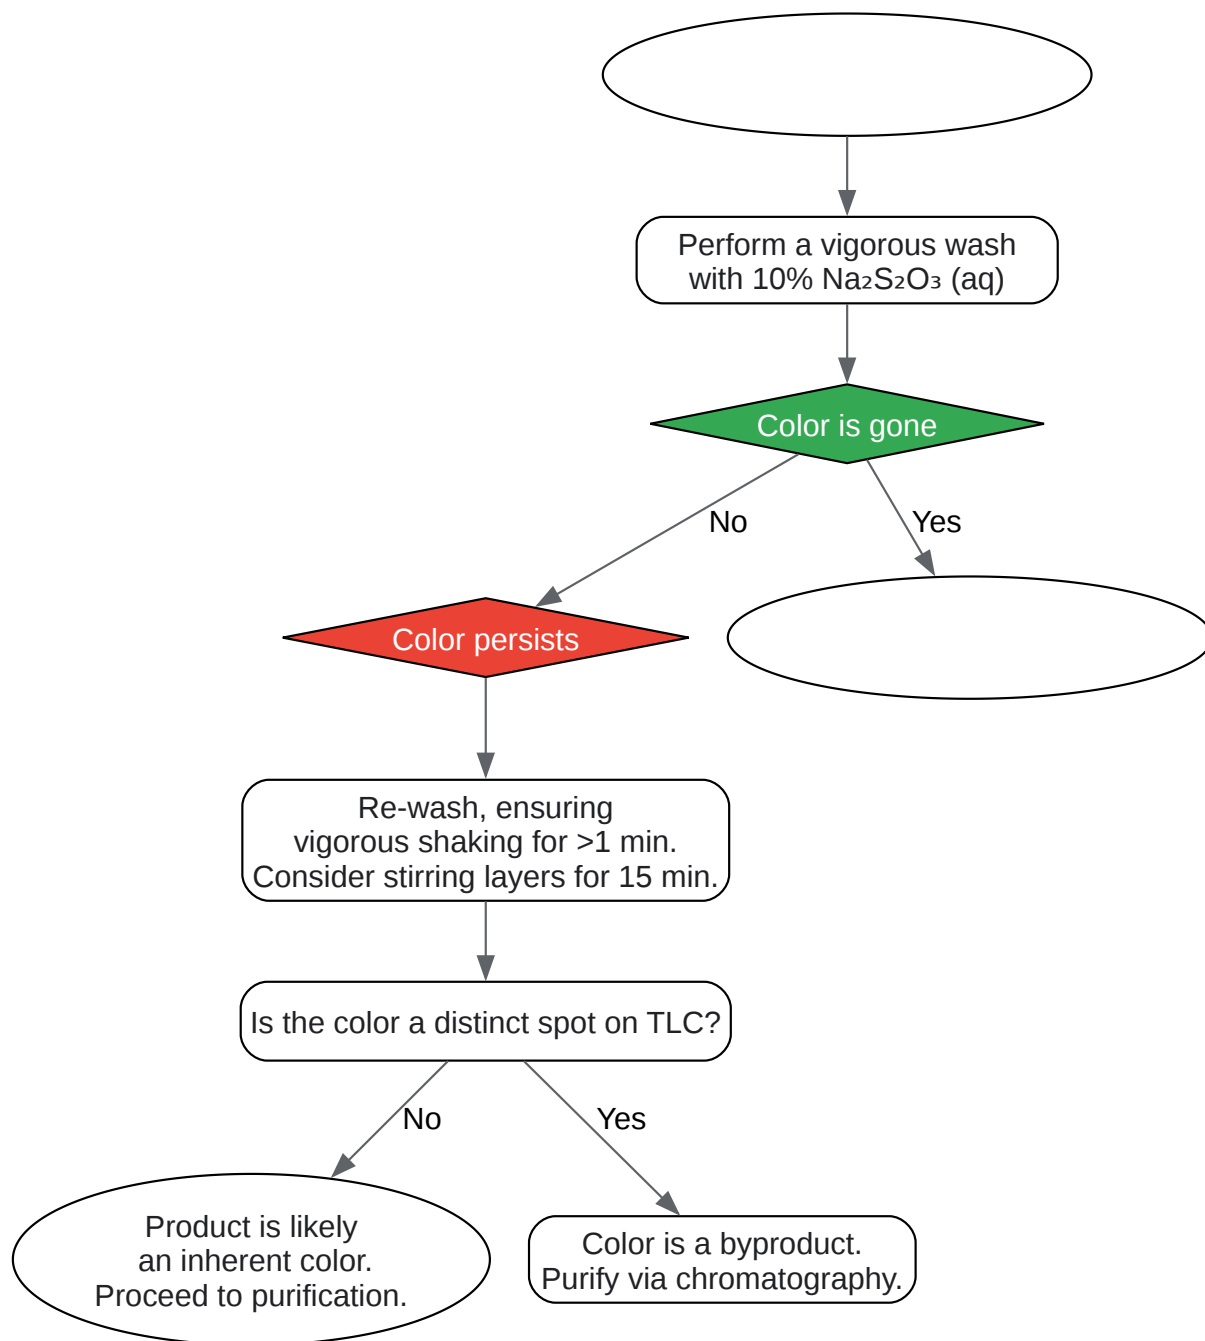 Perform a vigorous wash
with 10% Na₂S₂O₃ (aq)
Color is gone
No
Yes
Color persists
Re-wash, ensuring
vigorous shaking for >1 min.
Consider stirring layers for 15 min.
Is the color a distinct spot on TLC?
No
Yes
Product is likely
an inherent color.
Proceed to purification.
Color is a byproduct.
Purify via chromatography.